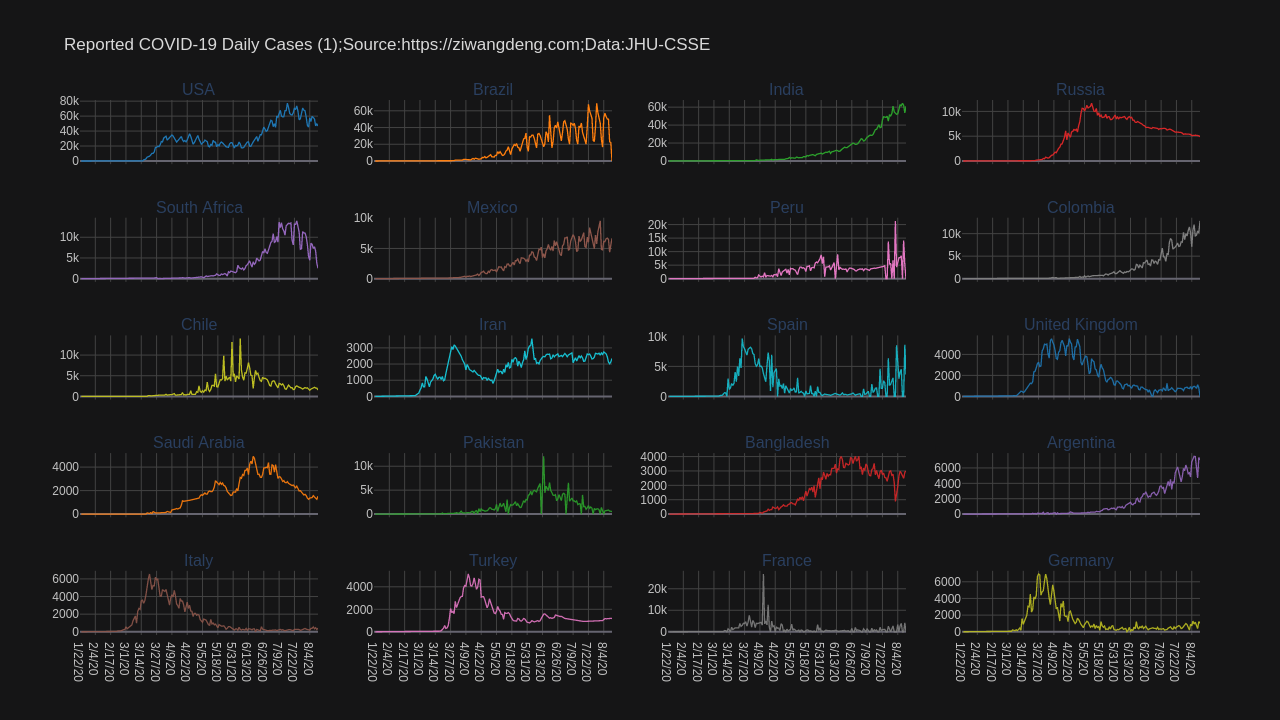 Reported COVID-19 Daily Cases (1);Source:https://ziwangdeng.com;Data:JHU-CSSE
USA Brazil India Russia
80k 60k 40k 20k 0
60k 40k 20k 0
60k 40k 20k 0
10k 5k 0
South Africa Mexico Peru Colombia
10k 5k 0
10k 5k 0
20k 15k 10k 5k 0
10k 5k 0
Chile Iran Spain United Kingdom
10k 5k 0
3000 2000 1000 0
10k 5k 0
4000 2000 0
Saudi Arabia Pakistan Bangladesh Argentina
4000 2000 0
10k 5k 0
4000 3000 2000 1000 0
6000 4000 2000 0
Italy Turkey France Germany
6000 4000 2000 0
4000 2000 0
20k 10k 0
6000 4000 2000 0
1/22/20 2/4/20 2/17/20 3/1/20 3/14/20 3/27/20 4/9/20 4/22/20 5/5/20 5/18/20 5/31/20 6/13/20 6/26/20 7/9/20 7/22/20 8/4/20
1/22/20 2/4/20 2/17/20 3/1/20 3/14/20 3/27/20 4/9/20 4/22/20 5/5/20 5/18/20 5/31/20 6/13/20 6/26/20 7/9/20 7/22/20 8/4/20
1/22/20 2/4/20 2/17/20 3/1/20 3/14/20 3/27/20 4/9/20 4/22/20 5/5/20 5/18/20 5/31/20 6/13/20 6/26/20 7/9/20 7/22/20 8/4/20
1/22/20 2/4/20 2/17/20 3/1/20 3/14/20 3/27/20 4/9/20 4/22/20 5/5/20 5/18/20 5/31/20 6/13/20 6/26/20 7/9/20 7/22/20 8/4/20